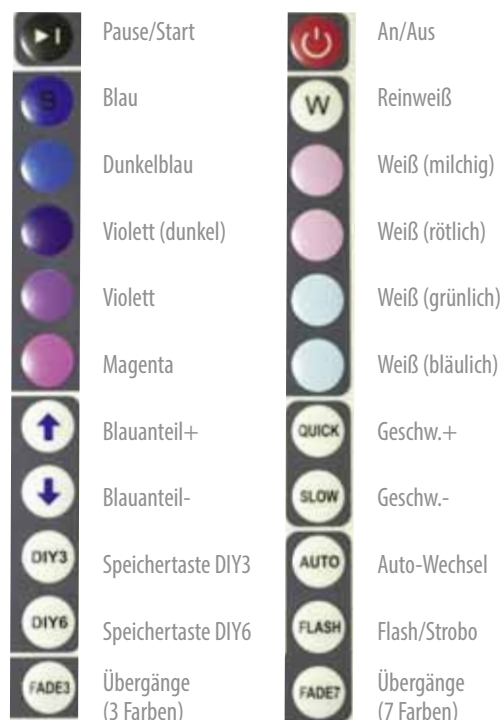 Pause/Start
An/Aus
B
Blau
W
Reinweiß
Dunkelblau
Weiß (milchig)
Violett (dunkel)
Weiß (rötlich)
Violett
Weiß (grünlich)
Magenta
Weiß (bläulich)
Blauanteil+
QUICK
Geschw.+
Blauanteil-
SLOW
Geschw.-
DIY3
Speichertaste DIY3
AUTO
Auto-Wechsel
DIY6
Speichertaste DIY6
FLASH
Flash/Strobo
FADE3
Übergänge
(3 Farben)
FADE7
Übergänge
(7 Farben)